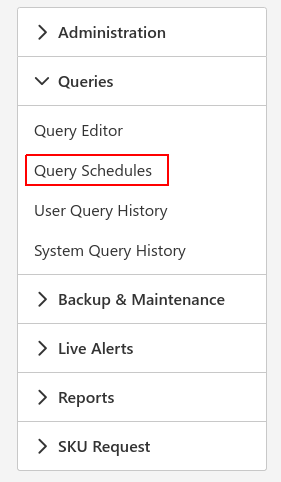 Administration
Queries
Query Editor
Query Schedules
User Query History
System Query History
Backup & Maintenance
Live Alerts
Reports
SKU Request